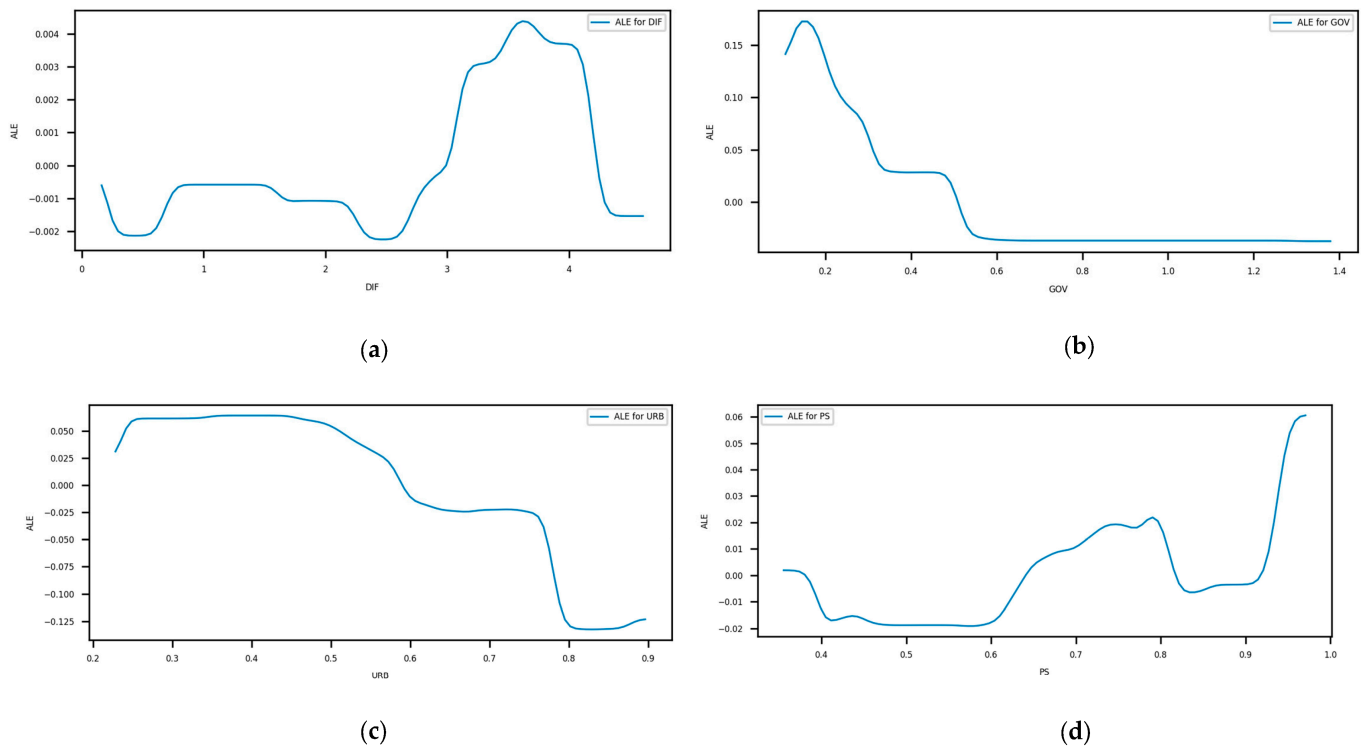 ALE for DIF
0.004
0.003
0.002
0.001
0.000
−0.001
−0.002
ALE
0 1 2 3 4
DIF
(a)
ALE for GOV
0.15
0.10
0.05
0.00
ALE
0.2 0.4 0.6 0.8 1.0 1.2 1.4
GOV
(b)
ALE for URB
0.050
0.025
0.000
−0.025
−0.050
−0.075
−0.100
−0.125
ALE
0.2 0.3 0.4 0.5 0.6 0.7 0.8 0.9
URB
(c)
ALE for PS
0.06
0.05
0.04
0.03
0.02
0.01
0.00
−0.01
−0.02
ALE
0.4 0.5 0.6 0.7 0.8 0.9 1.0
PS
(d)